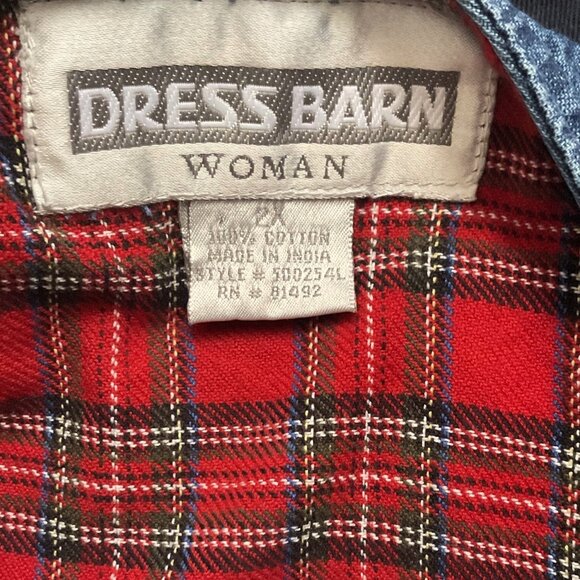 DRESS BARN
WOMAN
2X
100% COTTON
MADE IN INDIA
STYLE # 500254L
RN # 81492